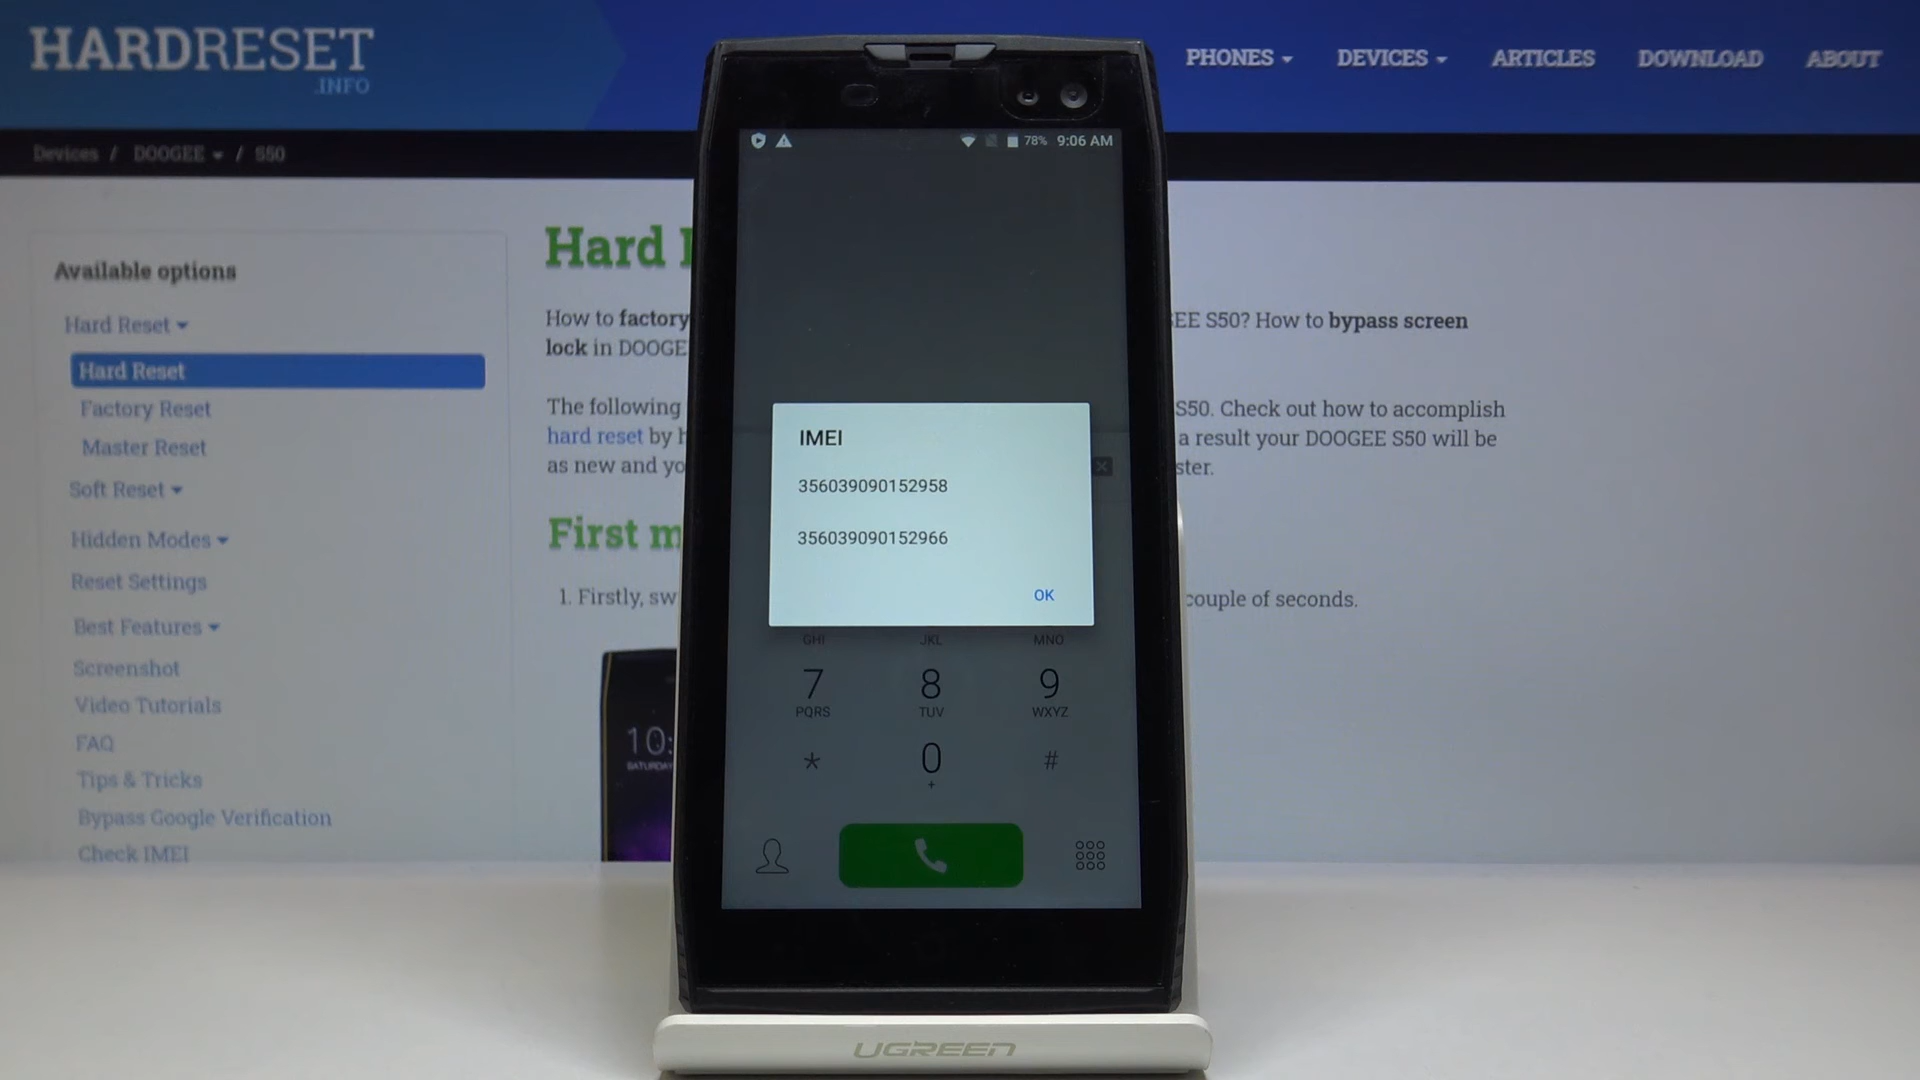 HARDRESET
.INFO
PHONES
DEVICES
ARTICLES
DOWNLOAD
ABOUT
Devices / DOOGEE / S50
Available options
Hard Reset
Hard Reset
Factory Reset
Master Reset
Soft Reset
Hidden Modes
Reset Settings
Best Features
Screenshot
Video Tutorials
FAQ
Tips & Tricks
Bypass Google Verification
Check IMEI
Hard
How to factory
EE S50? How to bypass screen
lock in DOOGE
The following
S50. Check out how to accomplish
hard reset by
a result your DOOGEE S50 will be
as new and yo
ster.
First m
1. Firstly, sw
couple of seconds.
10:
SATURDAY
78% 9:06 AM
IMEI
356039090152958
356039090152966
OK
GHI JKL MNO
7 8 9
PQRS TUV WXYZ
* 0 #
+
UGREEN